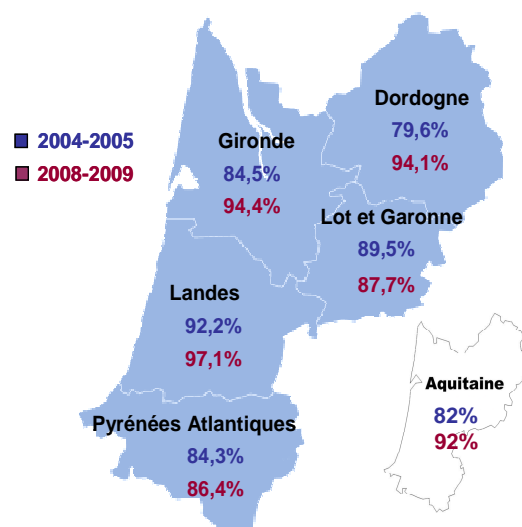 Dordogne
79,6%
94,1%
2004-2005
2008-2009
Gironde
84,5%
94,4%
Lot et Garonne
89,5%
87,7%
Landes
92,2%
97,1%
Aquitaine
82%
92%
Pyrénées Atlantiques
84,3%
86,4%